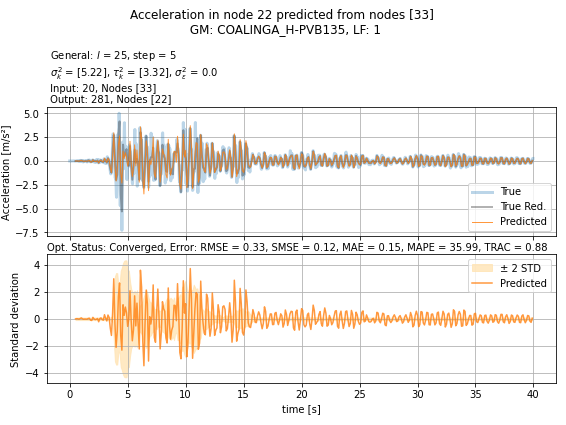 Acceleration in node 22 predicted from nodes [33]
GM: COALINGA_H-PVB135, LF: 1
General: l = 25, step = 5
σ²ₖ = [5.22], τ²ₖ = [3.32], σ²ε = 0.0
Input: 20, Nodes [33]
Output: 281, Nodes [22]
Acceleration [m/s²]
5.0
2.5
0.0
−2.5
−5.0
−7.5
True
True Red.
Predicted
Opt. Status: Converged, Error: RMSE = 0.33, SMSE = 0.12, MAE = 0.15, MAPE = 35.99, TRAC = 0.88
Standard deviation
4
2
0
−2
−4
± 2 STD
Predicted
0 5 10 15 20 25 30 35 40
time [s]